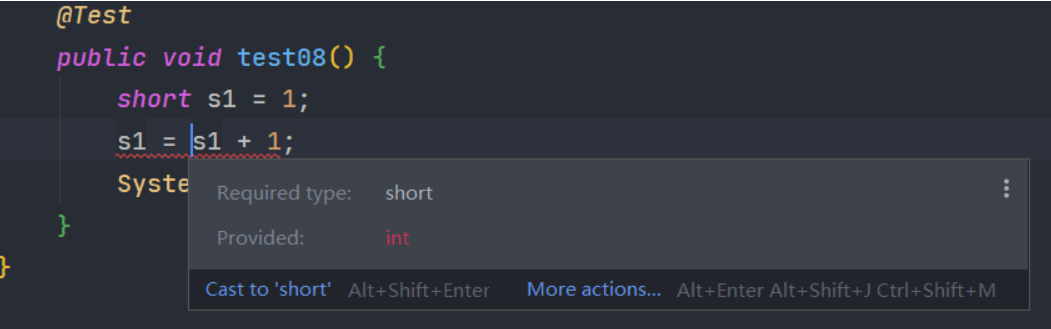 @Test
public void test08() {
short s1 = 1;
s1 = s1 + 1;
Syste
Required type: short
Provided: int
}
}
Cast to 'short' Alt+Shift+Enter More actions... Alt+Enter Alt+Shift+J Ctrl+Shift+M